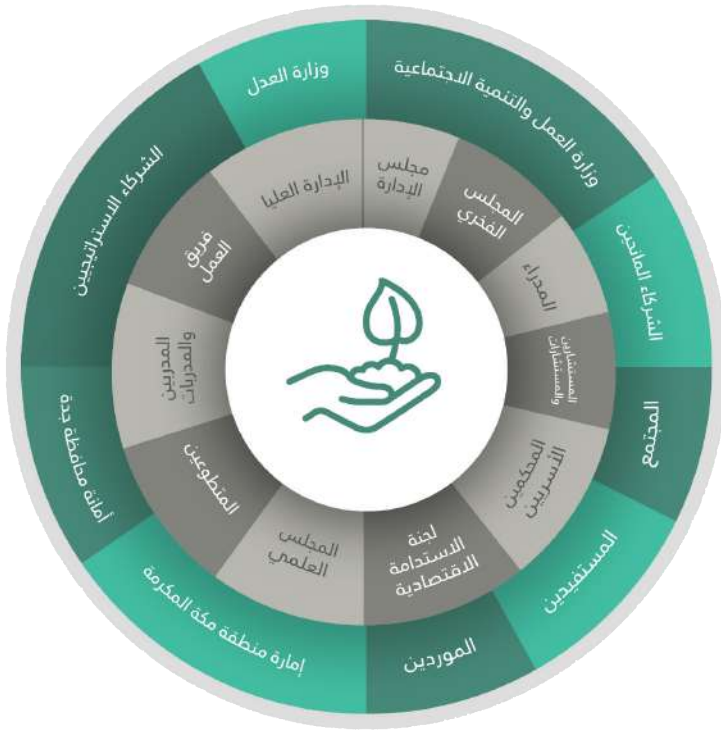 وزارة العمل والتنمية الاجتماعية
الشركاء المانحين
المجتمع
المستفيدين
الموردين
إمارة منطقة مكة المكرمة
أمانة محافظة جدة
الشركاء الاستراتيجيين
وزارة العدل
مجلس
الإدارة
المجلس
الفخري
المدراء
المستشارين
والمستشارات
المحكمين
الأسريين
لجنة
الاستدامة
الاقتصادية
المجلس
العلمي
المتطوعين
المدربين
والمدربات
فريق
العمل
الإدارة العليا